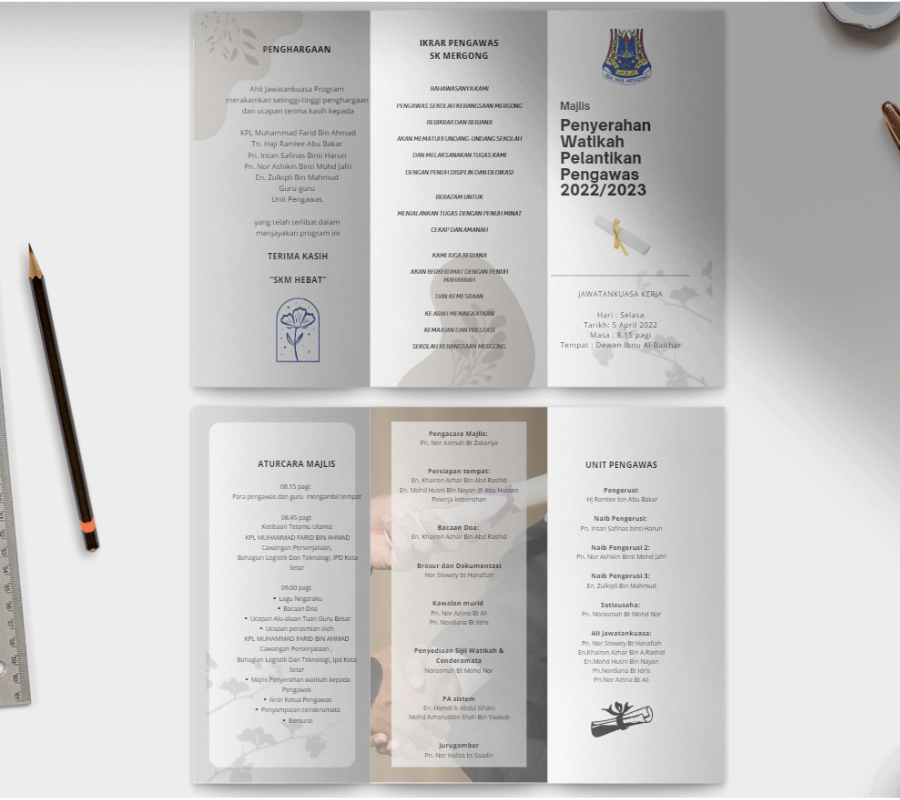 PENGHARGAAN
Ahli Jawatankuasa Program
merakamkan setinggi-tinggi penghargaan
dan ucapan terima kasih kepada
KPL Muhammad Farid Bin Ahmad
Tn. Haji Ramlee Abu Bakar
Pn. Intan Safinas Binti Harun
Pn. Nor Ashikin Binti Mohd Jafri
En. Zulkipli Bin Mahmud
Guru-guru
Unit Pengawas
yang telah terlibat dalam
menjayakan program ini
TERIMA KASIH
"SKM HEBAT"
IKRAR PENGAWAS
SK MERGONG
BAHAWASANYA KAMI
PENGAWAS SEKOLAH KEBANGSAAN MERGONG
BERIKRAR DAN BERJANJI
AKAN MEMATUHI UNDANG-UNDANG SEKOLAH
DAN MELAKSANAKAN TUGAS KAMI
DENGAN PENUH DISIPLIN DAN DEDIKASI
BERAZAM UNTUK
MENJALANKAN TUGAS DENGAN PENUH MINAT
CEKAP DAN AMANAH
KAMI JUGA BERJANJI
AKAN BERKHIDMAT DENGAN PENUH
MAHABBAH
DAN KEMESRAAN
KE ARAH MENINGKATKAN
KEMAJUAN DAN PRESTASI
SEKOLAH KEBANGSAAN MERGONG.
Majlis
Penyerahan
Watikah
Pelantikan
Pengawas
2022/2023
JAWATANKUASA KERJA
Hari : Selasa
Tarikh: 5 April 2022
Masa : 8.15 pagi
Tempat : Dewan Ibnu Al-Baithar
ATURCARA MAJLIS
08.15 pagi:
Para pengawas dan guru mengambil tempat
08.45 pagi:
Ketibaan Tetamu Utama:
KPL MUHAMMAD FARID BIN AHMAD
Cawangan Persenjataan,
Bahagian Logistik Dan Teknologi, IPD Kota
Setar
09.00 pagi:
• Lagu Negaraku
• Bacaan Doa
• Ucapan Alu-aluan Tuan Guru Besar
• Ucapan perasmian oleh
KPL MUHAMMAD FARID BIN AHMAD
Cawangan Persenjataan ,
Bahagian Logistik Dan Teknologi, Ipd Kota
Setar
• Majlis Penyerahan watikah kepada
Pengawas
• Ikrar Ketua Pengawas
• Penyampaian cenderamata
• Bersurai
Pengacara Majlis:
Pn. Nor Azimah Bt Zakariya
Persiapan tempat:
En. Khairon Azhar Bin Abd Rashid
En. Mohd Husni Bin Nayan @ Abu Hassan
Pekerja kebersihan
Bacaan Doa:
En. Khairon Azhar Bin Abd Rashid
Brosur dan Dokumentasi
Nor Siswaty bt Hanafiah
Kawalan murid
Pn. Nor Azlina Bt Ali
Pn. Nordiana Bt Idris
Penyediaan Sijil Watikah &
Cenderamata
Norasmah Bt Mohd Nor
PA sistem
En. Hamdi b Abdul Ghani
Mohd Azharuddin Shah Bin Yaakub
Jurugambar
Pn. Nor Haliza bt Saadin
UNIT PENGAWAS
Pengerusi:
Hj Ramlee bin Abu Bakar
Naib Pengerusi:
Pn. Intan Safinas binti Harun
Naib Pengerusi 2:
Pn. Nor Ashikin Binti Mohd Jafri
Naib Pengerusi 3:
En. Zulkipli Bin Mahmud
Setiausaha:
Pn. Norasmah Bt Mohd Nor
Ali Jawatankuasa:
Pn. Nor Siswaty Bt Hanafiah
En.Khairon Azhar Bin A.Rashid
En.Mohd Husni Bin Nayan
Pn.Nordiana Bt Idris
Pn.Nor Azlina Bt Ali